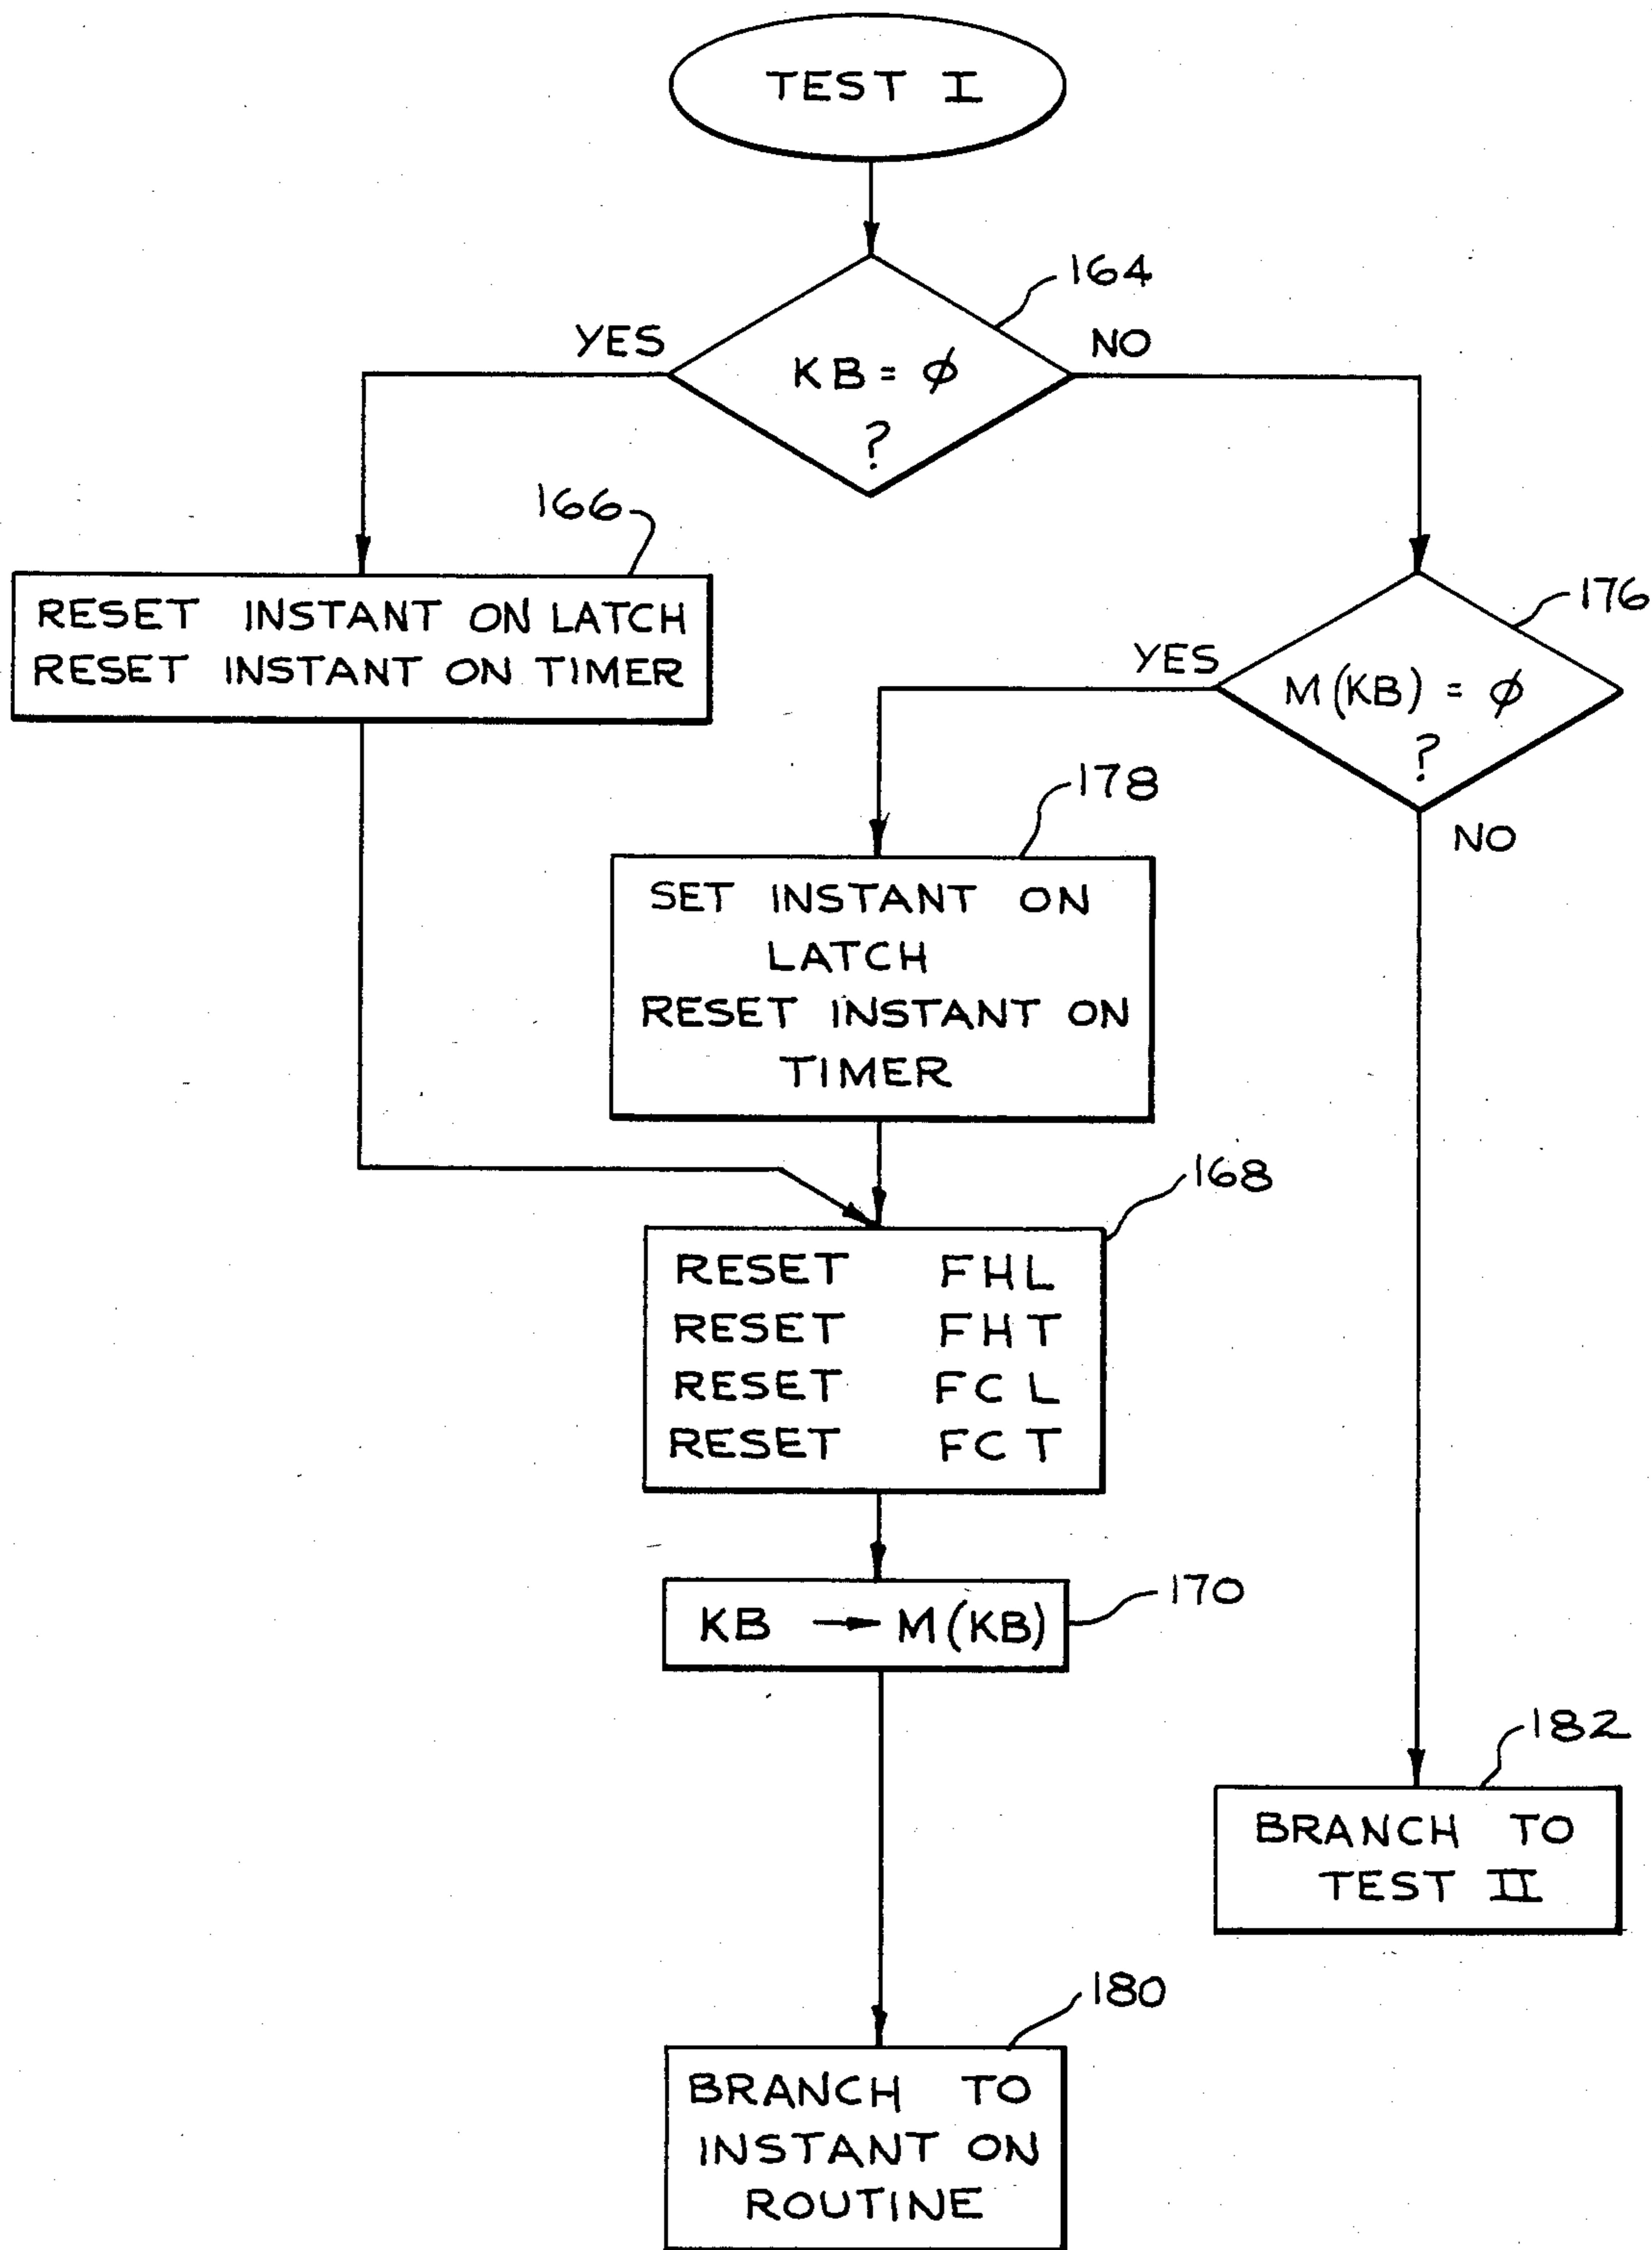 TEST I
164
YES
NO
KB = ϕ
?
166
RESET INSTANT ON LATCH
RESET INSTANT ON TIMER
176
YES
M(KB) = ϕ
?
NO
178
SET INSTANT ON
LATCH
RESET INSTANT ON
TIMER
168
RESET FHL
RESET FHT
RESET FCL
RESET FCT
170
KB → M(KB)
182
BRANCH TO
TEST II
180
BRANCH TO
INSTANT ON
ROUTINE